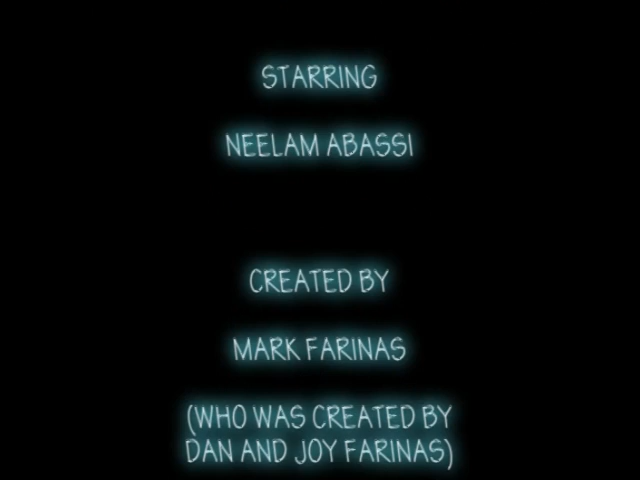 STARRING
NEELAM ABASSI
CREATED BY
MARK FARINAS
(WHO WAS CREATED BY
DAN AND JOY FARINAS)